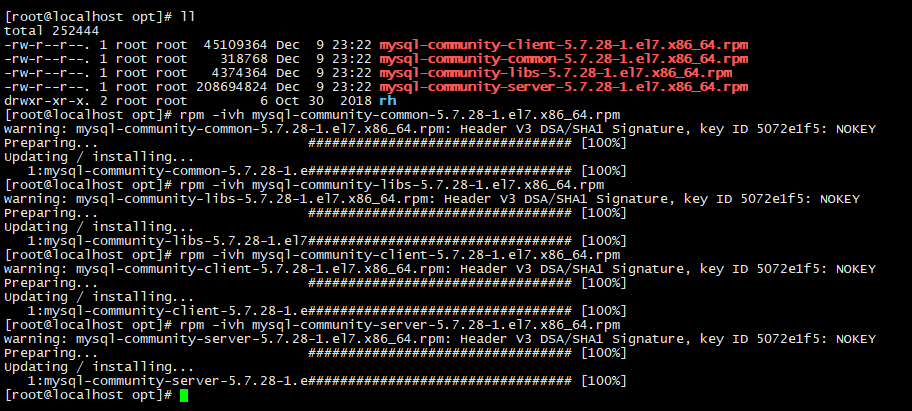 [root@localhost opt]# ll
total 252444
-rw-r--r--. 1 root root  45109364 Dec  9 23:22 mysql-community-client-5.7.28-1.el7.x86_64.rpm
-rw-r--r--. 1 root root    318768 Dec  9 23:22 mysql-community-common-5.7.28-1.el7.x86_64.rpm
-rw-r--r--. 1 root root   4374364 Dec  9 23:22 mysql-community-libs-5.7.28-1.el7.x86_64.rpm
-rw-r--r--. 1 root root 208694824 Dec  9 23:22 mysql-community-server-5.7.28-1.el7.x86_64.rpm
drwxr-xr-x. 2 root root         6 Oct 30  2018 rh
[root@localhost opt]# rpm -ivh mysql-community-common-5.7.28-1.el7.x86_64.rpm
warning: mysql-community-common-5.7.28-1.el7.x86_64.rpm: Header V3 DSA/SHA1 Signature, key ID 5072e1f5: NOKEY
Preparing...                          ################################# [100%]
Updating / installing...
   1:mysql-community-common-5.7.28-1.e################################# [100%]
[root@localhost opt]# rpm -ivh mysql-community-libs-5.7.28-1.el7.x86_64.rpm
warning: mysql-community-libs-5.7.28-1.el7.x86_64.rpm: Header V3 DSA/SHA1 Signature, key ID 5072e1f5: NOKEY
Preparing...                          ################################# [100%]
Updating / installing...
   1:mysql-community-libs-5.7.28-1.el7################################# [100%]
[root@localhost opt]# rpm -ivh mysql-community-client-5.7.28-1.el7.x86_64.rpm
warning: mysql-community-client-5.7.28-1.el7.x86_64.rpm: Header V3 DSA/SHA1 Signature, key ID 5072e1f5: NOKEY
Preparing...                          ################################# [100%]
Updating / installing...
   1:mysql-community-client-5.7.28-1.e################################# [100%]
[root@localhost opt]# rpm -ivh mysql-community-server-5.7.28-1.el7.x86_64.rpm
warning: mysql-community-server-5.7.28-1.el7.x86_64.rpm: Header V3 DSA/SHA1 Signature, key ID 5072e1f5: NOKEY
Preparing...                          ################################# [100%]
Updating / installing...
   1:mysql-community-server-5.7.28-1.e################################# [100%]
[root@localhost opt]#